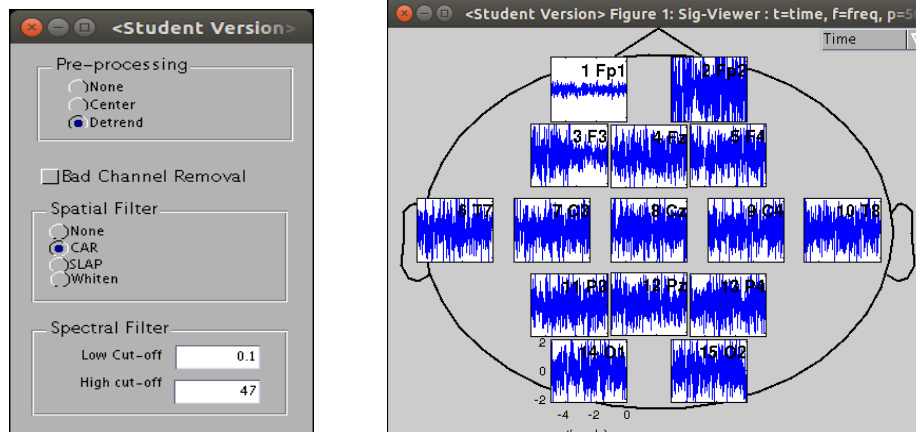 <Student Version>
Pre-processing
None
Center
Detrend
Bad Channel Removal
Spatial Filter
None
CAR
SLAP
Whiten
Spectral Filter
Low Cut-off 0.1
High cut-off 47
<Student Version> Figure 1: Sig-Viewer : t=time, f=freq, p=5
Time
1 Fp1 2 Fp2
3 F3 4 Fz 5 F4
6 T7 7 C3 8 Cz 9 C4 10 T8
11 P3 12 Pz 13 P4
14 O1 15 O2
2
0
-2
-4 -2 0